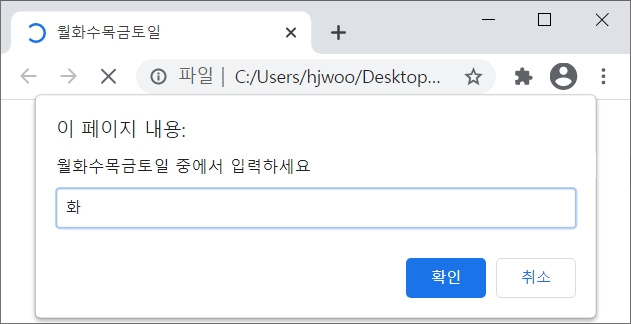 월화수목금토일
파일 | C:/Users/hjwoo/Desktop...
이 페이지 내용:
월화수목금토일 중에서 입력하세요
화
확인 취소